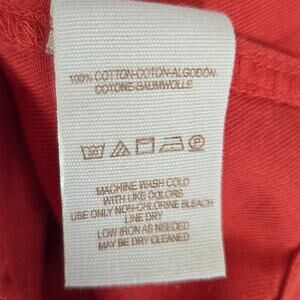 100% COTTON-COTON-ALGODÓN-
COTONE-BAUMWOLLE
MACHINE WASH COLD
WITH LIKE COLORS
USE ONLY NON-CHLORINE BLEACH
LINE DRY
LOW IRON AS NEEDED
MAY BE DRY CLEANED